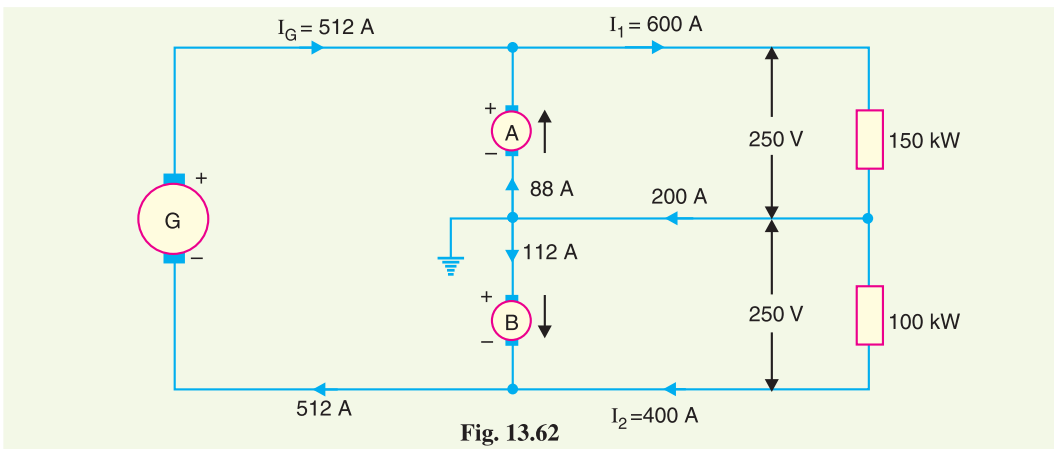 I_G = 512 A
I_1 = 600 A
+
A
–
250 V
150 kW
+
G
–
88 A
200 A
112 A
+
B
–
250 V
100 kW
512 A
I_2 =400 A
Fig. 13.62